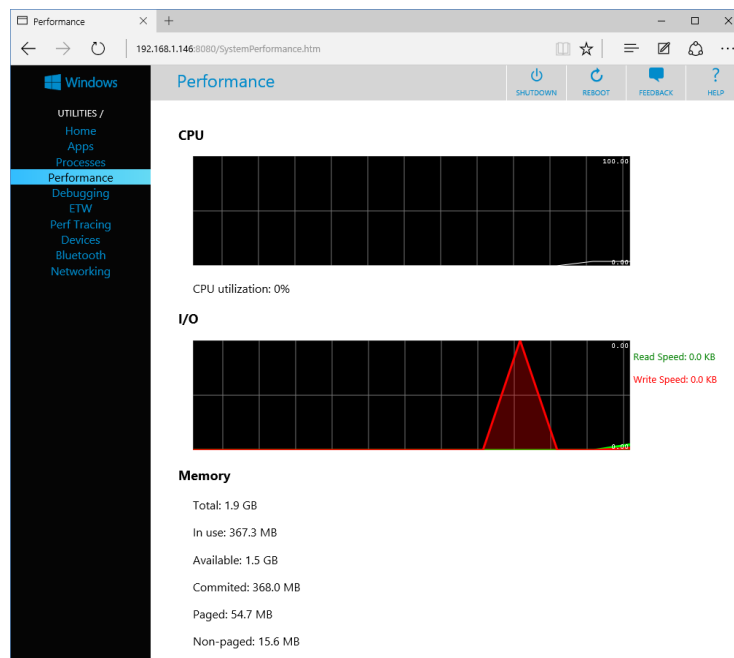 Performance
192.168.1.146:8080/SystemPerformance.htm
Windows
Performance
SHUTDOWN
REBOOT
FEEDBACK
?
HELP
UTILITIES /
Home
Apps
Processes
Performance
Debugging
ETW
Perf Tracing
Devices
Bluetooth
Networking
CPU
100.00
0.00
CPU utilization: 0%
I/O
0.00
Read Speed: 0.0 KB
Write Speed: 0.0 KB
0.00
Memory
Total: 1.9 GB
In use: 367.3 MB
Available: 1.5 GB
Commited: 368.0 MB
Paged: 54.7 MB
Non-paged: 15.6 MB